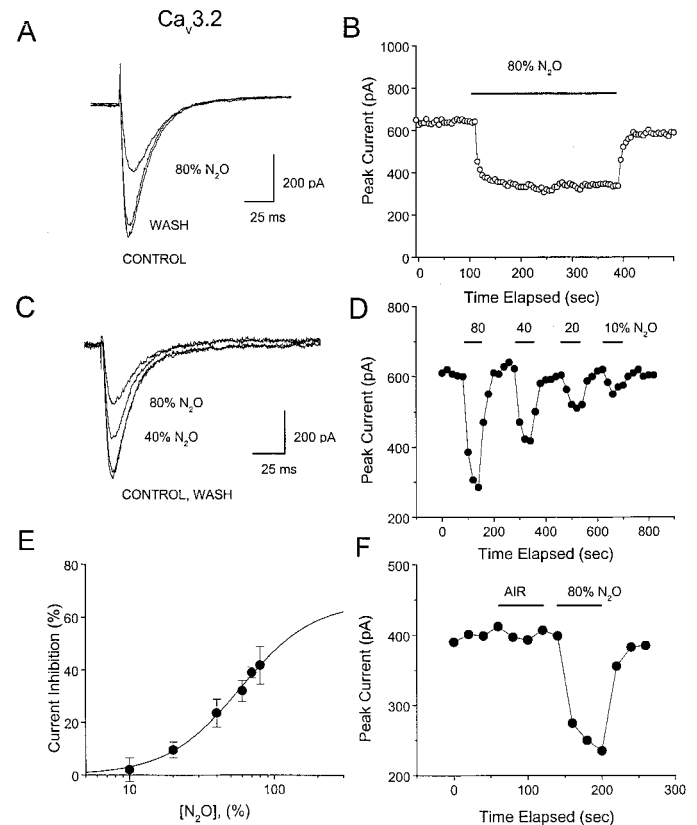 Cav3.2
A
80% N2O
200 pA
25 ms
WASH
CONTROL
B
80% N2O
Peak Current (pA)
1000
800
600
400
200
0
0 100 200 300 400
Time Elapsed (sec)
C
80% N2O
40% N2O
200 pA
25 ms
CONTROL, WASH
D
80 40 20 10% N2O
Peak Current (pA)
800
600
400
200
0 200 400 600 800
Time Elapsed (sec)
E
Current Inhibition (%)
80
60
40
20
0
10 100
[N2O], (%)
F
AIR 80% N2O
Peak Current (pA)
500
400
300
200
0 100 200 300
Time Elapsed (sec)